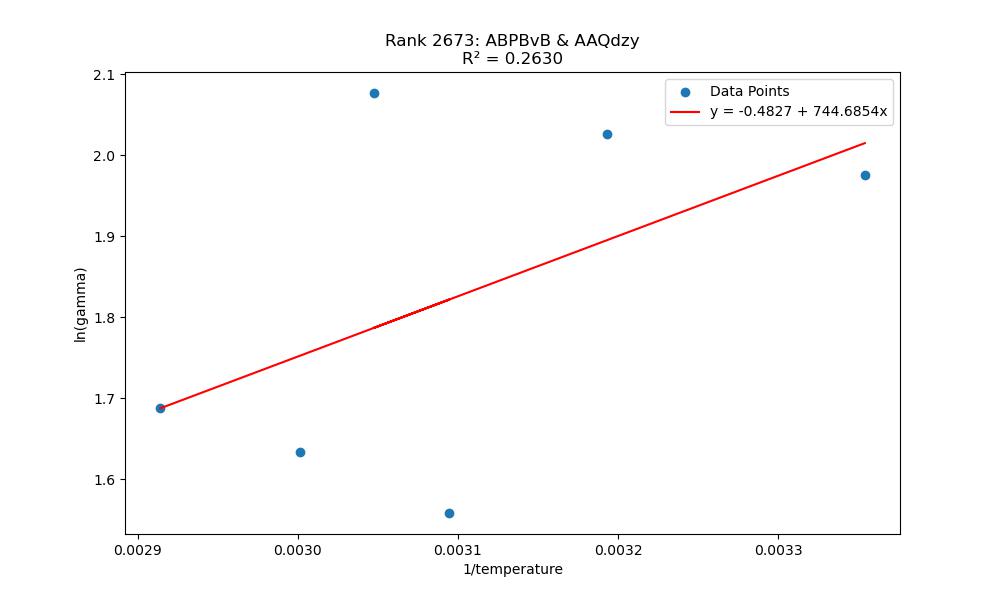 Rank 2673: ABPBvB & AAQdzy
R² = 0.2630
Data Points
y = -0.4827 + 744.6854x
2.1
2.0
1.9
1.8
1.7
1.6
ln(gamma)
0.0029
0.0030
0.0031
0.0032
0.0033
1/temperature